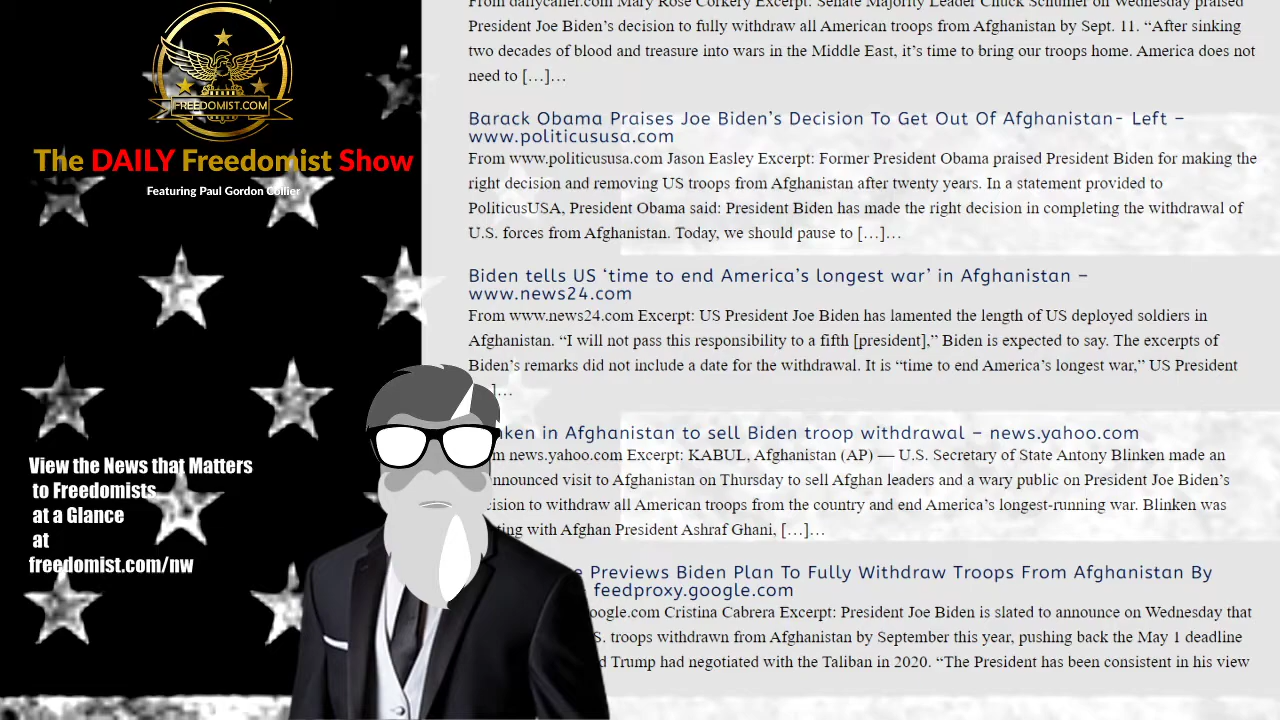 FREEDOMIST.COM
The DAILY Freedomist Show
Featuring Paul Gordon Collier
View the News that Matters
to Freedomists
at a Glance
at
freedomist.com/nw
From dailycaller.com Mary Rose Corkery Excerpt: Senate Majority Leader Chuck Schumer on Wednesday praised
President Joe Biden’s decision to fully withdraw all American troops from Afghanistan by Sept. 11. “After sinking
two decades of blood and treasure into wars in the Middle East, it’s time to bring our troops home. America does not
need to […]…
Barack Obama Praises Joe Biden’s Decision To Get Out Of Afghanistan- Left –
www.politicususa.com
From www.politicususa.com Jason Easley Excerpt: Former President Obama praised President Biden for making the
right decision and removing US troops from Afghanistan after twenty years. In a statement provided to
PoliticusUSA, President Obama said: President Biden has made the right decision in completing the withdrawal of
U.S. forces from Afghanistan. Today, we should pause to […]…
Biden tells US ‘time to end America’s longest war’ in Afghanistan –
www.news24.com
From www.news24.com Excerpt: US President Joe Biden has lamented the length of US deployed soldiers in
Afghanistan. “I will not pass this responsibility to a fifth [president],” Biden is expected to say. The excerpts of
Biden’s remarks did not include a date for the withdrawal. It is “time to end America’s longest war,” US President
]…
nken in Afghanistan to sell Biden troop withdrawal – news.yahoo.com
m news.yahoo.com Excerpt: KABUL, Afghanistan (AP) — U.S. Secretary of State Antony Blinken made an
nnounced visit to Afghanistan on Thursday to sell Afghan leaders and a wary public on President Joe Biden’s
ision to withdraw all American troops from the country and end America’s longest-running war. Blinken was
ting with Afghan President Ashraf Ghani, […]…
e Previews Biden Plan To Fully Withdraw Troops From Afghanistan By
feedproxy.google.com
oogle.com Cristina Cabrera Excerpt: President Joe Biden is slated to announce on Wednesday that
S. troops withdrawn from Afghanistan by September this year, pushing back the May 1 deadline
d Trump had negotiated with the Taliban in 2020. “The President has been consistent in his view